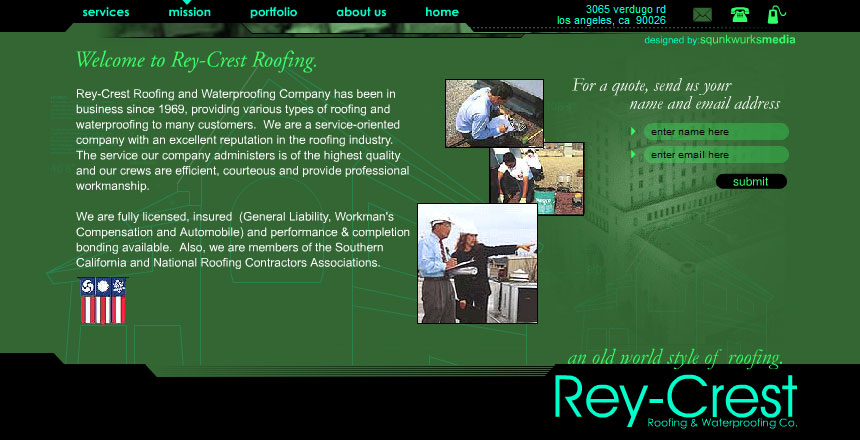 services mission portfolio about us home
3065 verdugo rd
los angeles, ca 90026
designed by:squnkwurksmedia
Welcome to Rey-Crest Roofing.
Rey-Crest Roofing and Waterproofing Company has been in
business since 1969, providing various types of roofing and
waterproofing to many customers. We are a service-oriented
company with an excellent reputation in the roofing industry.
The service our company administers is of the highest quality
and our crews are efficient, courteous and provide professional
workmanship.
We are fully licensed, insured (General Liability, Workman's
Compensation and Automobile) and performance & completion
bonding available. Also, we are members of the Southern
California and National Roofing Contractors Associations.
For a quote, send us your
name and email address
enter name here
enter email here
submit
an old world style of roofing.
Rey-Crest
Roofing & Waterproofing Co.